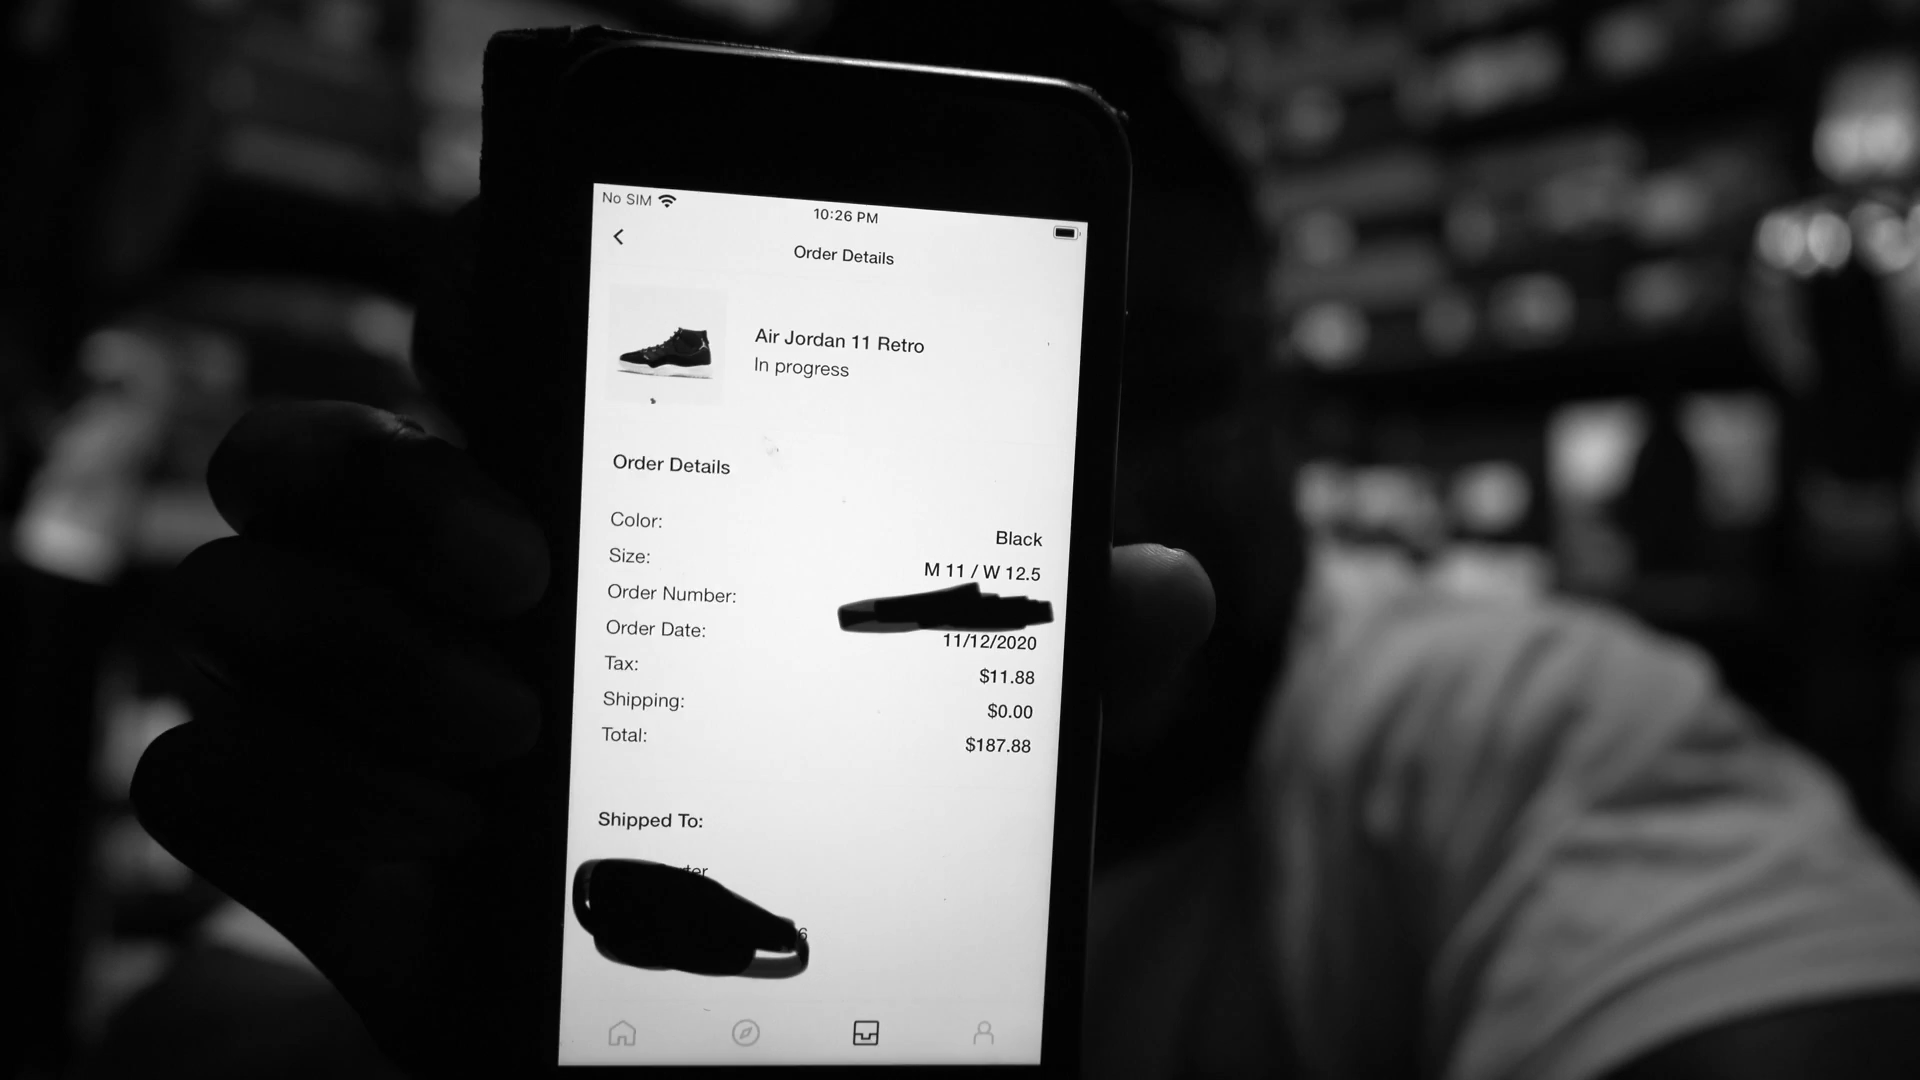 No SIM
10:26 PM
Order Details
Air Jordan 11 Retro
In progress
Order Details
Color: Black
Size: M 11 / W 12.5
Order Number:
Order Date: 11/12/2020
Tax: $11.88
Shipping: $0.00
Total: $187.88
Shipped To: